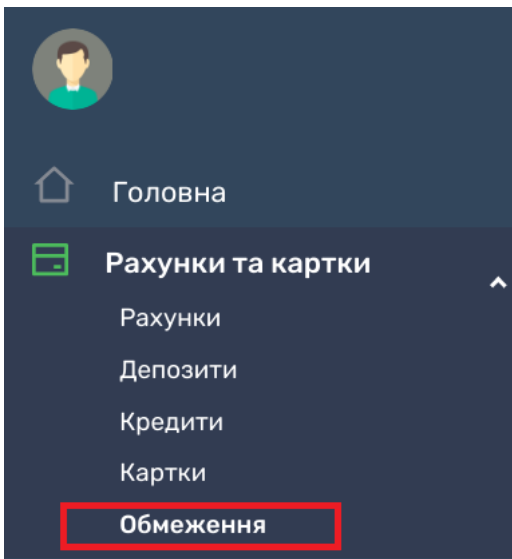 Головна
Рахунки та картки
Рахунки
Депозити
Кредити
Картки
Обмеження